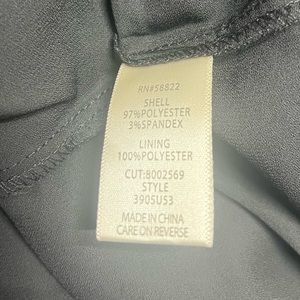 RN#58822
SHELL
97%POLYESTER
3%SPANDEX
LINING
100%POLYESTER
CUT:8002569
STYLE
390SUS3
MADE IN CHINA
CARE ON REVERSE